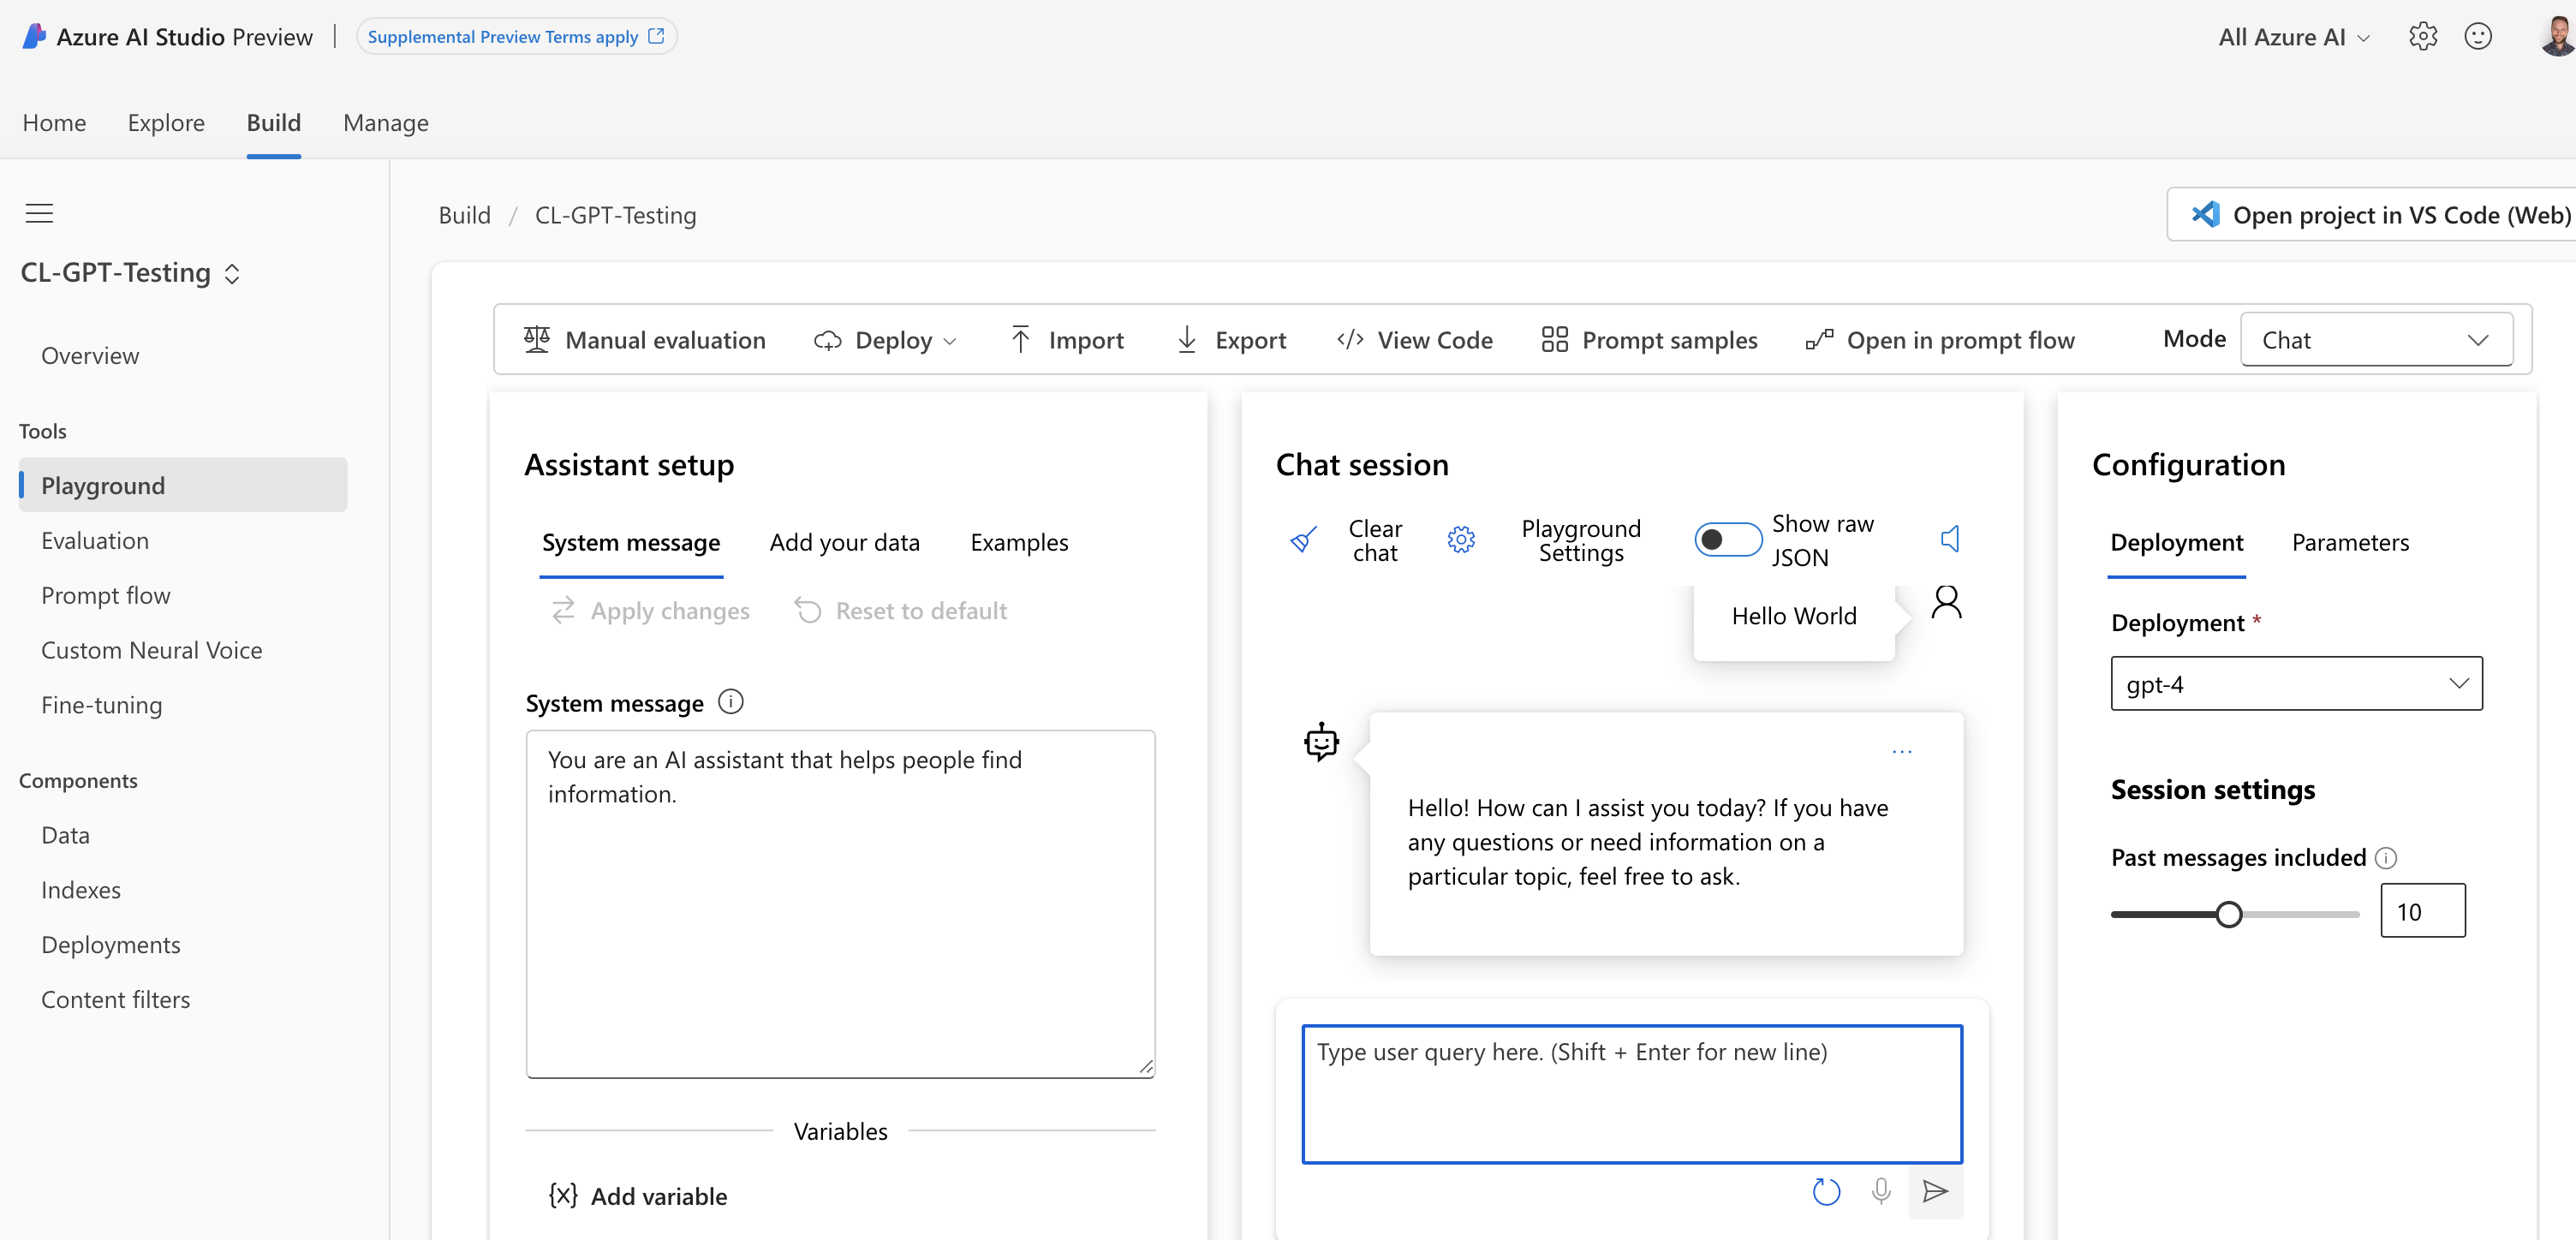 Azure AI Studio Preview | Supplemental Preview Terms apply
All Azure AI
Home Explore Build Manage
Build / CL-GPT-Testing
Open project in VS Code (Web)
CL-GPT-Testing
Overview
Tools
Playground
Evaluation
Prompt flow
Custom Neural Voice
Fine-tuning
Components
Data
Indexes
Deployments
Content filters
Manual evaluation Deploy Import Export </> View Code Prompt samples Open in prompt flow Mode Chat
Assistant setup
System message Add your data Examples
Apply changes Reset to default
System message
You are an AI assistant that helps people find
information.
Variables
{x} Add variable
Chat session
Clear
chat
Playground
Settings
Show raw
JSON
Hello World
...
Hello! How can I assist you today? If you have
any questions or need information on a
particular topic, feel free to ask.
Type user query here. (Shift + Enter for new line)
Configuration
Deployment Parameters
Deployment *
gpt-4
Session settings
Past messages included
10